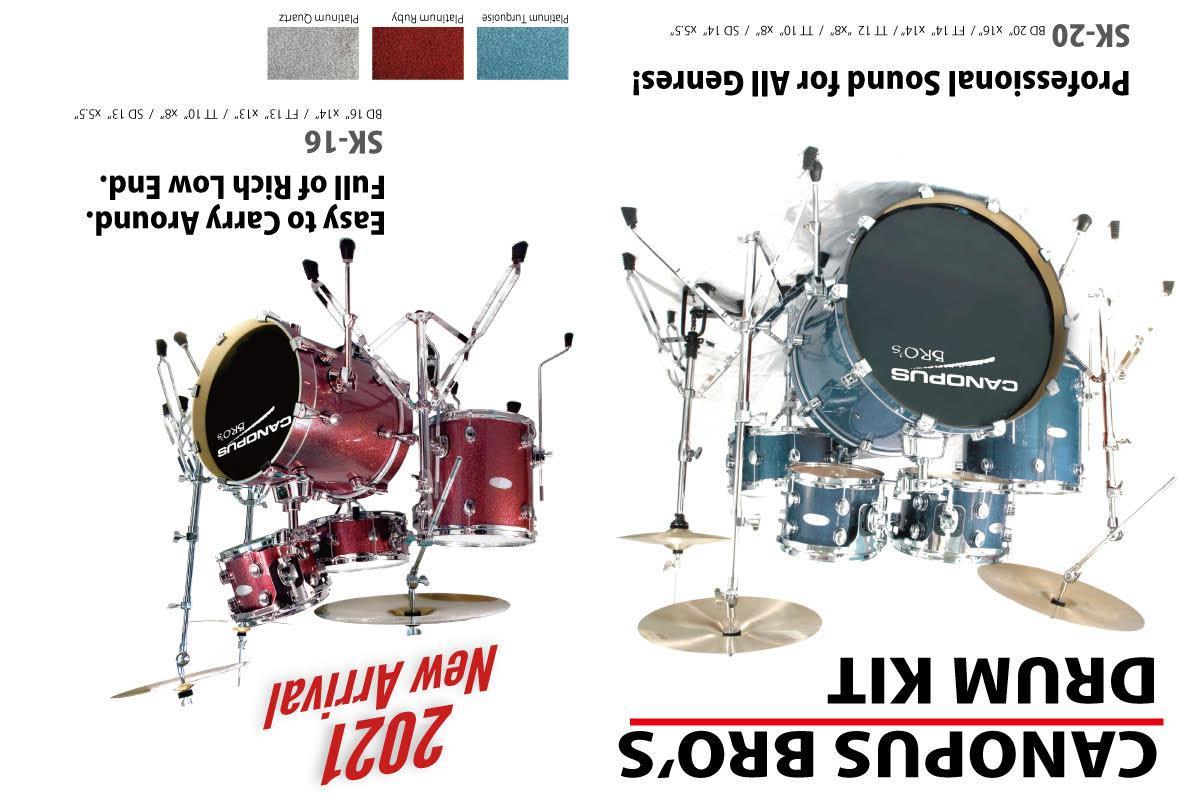 CANOPUS BRO'S
DRUM KIT
CANOPUS
BRO's
Professional Sound for All Genres!
SK-20 BD 20" x16" / FT 14" x14" / TT 12 "x8" / TT 10" x8" / SD 14" x5.5"
2021
New Arrival
CANOPUS
BRO's
Easy to Carry Around.
Full of Rich Low End.
SK-16
BD 16" x14" / FT 13" x13" / TT 10" x8" / SD 13" x5.5"
Platinum Turquoise
Platinum Ruby
Platinum Quartz